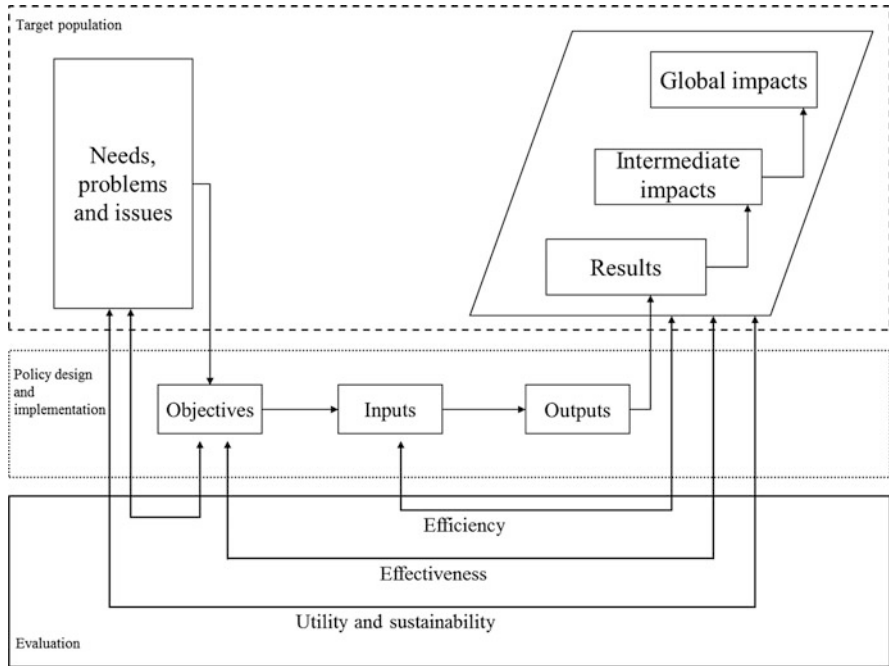 Target population
Needs,
problems
and issues
Global impacts
Intermediate
impacts
Results
Policy design
and
implementation
Objectives
Inputs
Outputs
Efficiency
Effectiveness
Utility and sustainability
Evaluation